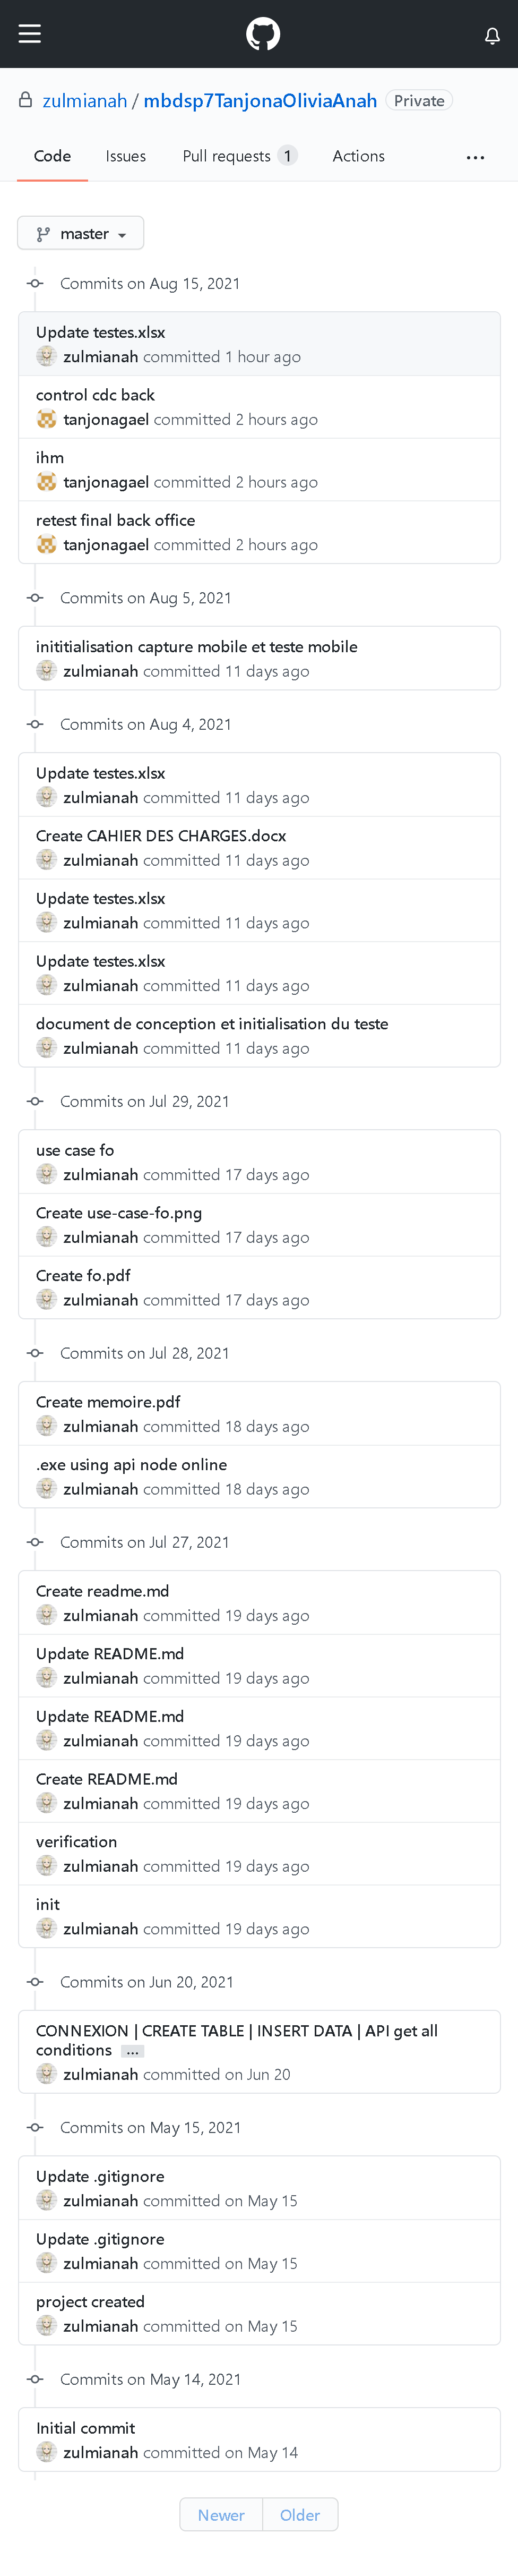 zulmianah / mbdsp7TanjonaOliviaAnah Private
Code Issues Pull requests 1 Actions ...
master
Commits on Aug 15, 2021
Update testes.xlsx
zulmianah committed 1 hour ago
control cdc back
tanjonagael committed 2 hours ago
ihm
tanjonagael committed 2 hours ago
retest final back office
tanjonagael committed 2 hours ago
Commits on Aug 5, 2021
inititialisation capture mobile et teste mobile
zulmianah committed 11 days ago
Commits on Aug 4, 2021
Update testes.xlsx
zulmianah committed 11 days ago
Create CAHIER DES CHARGES.docx
zulmianah committed 11 days ago
Update testes.xlsx
zulmianah committed 11 days ago
Update testes.xlsx
zulmianah committed 11 days ago
document de conception et initialisation du teste
zulmianah committed 11 days ago
Commits on Jul 29, 2021
use case fo
zulmianah committed 17 days ago
Create use-case-fo.png
zulmianah committed 17 days ago
Create fo.pdf
zulmianah committed 17 days ago
Commits on Jul 28, 2021
Create memoire.pdf
zulmianah committed 18 days ago
.exe using api node online
zulmianah committed 18 days ago
Commits on Jul 27, 2021
Create readme.md
zulmianah committed 19 days ago
Update README.md
zulmianah committed 19 days ago
Update README.md
zulmianah committed 19 days ago
Create README.md
zulmianah committed 19 days ago
verification
zulmianah committed 19 days ago
init
zulmianah committed 19 days ago
Commits on Jun 20, 2021
CONNEXION | CREATE TABLE | INSERT DATA | API get all
conditions ...
zulmianah committed on Jun 20
Commits on May 15, 2021
Update .gitignore
zulmianah committed on May 15
Update .gitignore
zulmianah committed on May 15
project created
zulmianah committed on May 15
Commits on May 14, 2021
Initial commit
zulmianah committed on May 14
Newer Older